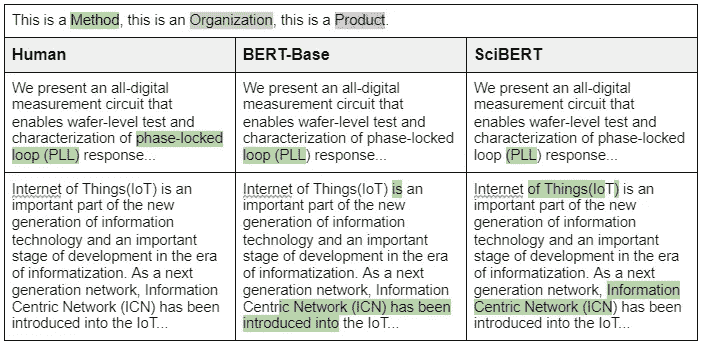 This is a Method, this is an Organization, this is a Product.
Human
We present an all-digital
measurement circuit that
enables wafer-level test and
characterization of phase-locked
loop (PLL) response...
Internet of Things(IoT) is an
important part of the new
generation of information
technology and an important
stage of development in the era
of informatization. As a next
generation network, Information
Centric Network (ICN) has been
introduced into the IoT...
BERT-Base
We present an all-digital
measurement circuit that
enables wafer-level test and
characterization of phase-locked
loop (PLL) response...
Internet of Things(IoT) is an
important part of the new
generation of information
technology and an important
stage of development in the era
of informatization. As a next
generation network, Information
Centric Network (ICN) has been
introduced into the IoT...
SciBERT
We present an all-digital
measurement circuit that
enables wafer-level test and
characterization of phase-locked
loop (PLL) response...
Internet of Things(IoT) is an
important part of the new
generation of information
technology and an important
stage of development in the era
of informatization. As a next
generation network, Information
Centric Network (ICN) has been
introduced into the IoT...